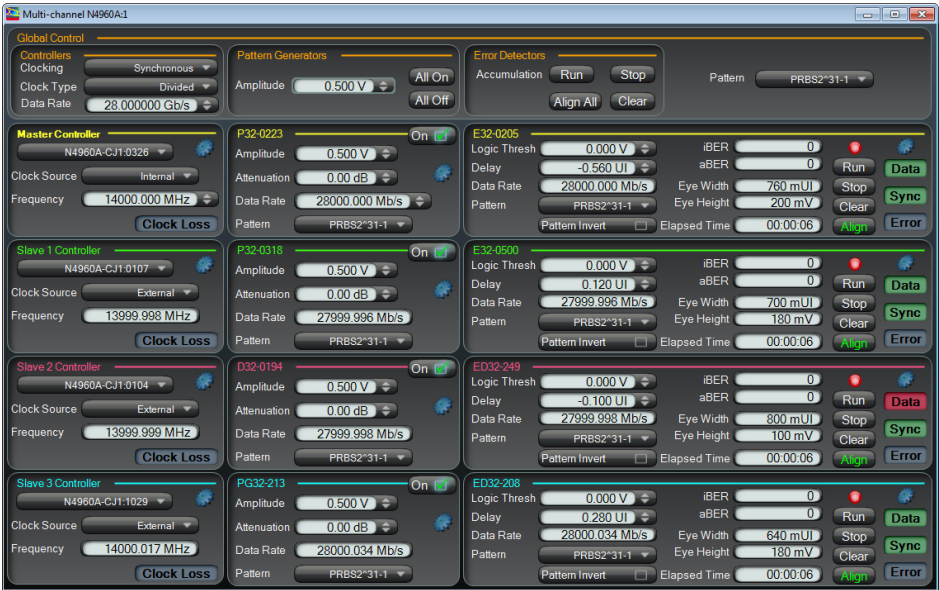 Multi-channel N4960A:1
Global Control
Controllers
Clocking Synchronous
Clock Type Divided
Data Rate 28.000000 Gb/s
Pattern Generators
Amplitude 0.500 V
All On
All Off
Error Detectors
Accumulation Run Stop
Align All Clear
Pattern PRBS2^31-1
Master Controller
N4960A-CJ1:0326
Clock Source Internal
Frequency 14000.000 MHz
Clock Loss
P32-0223 On
Amplitude 0.500 V
Attenuation 0.00 dB
Data Rate 28000.000 Mb/s
Pattern PRBS2^31-1
E32-0205
Logic Thresh 0.000 V
Delay -0.560 UI
Data Rate 28000.000 Mb/s
Pattern PRBS2^31-1
Pattern Invert
iBER 0
aBER 0
Eye Width 760 mUI
Eye Height 200 mV
Elapsed Time 00:00:06
Run
Stop
Clear
Align
Data
Sync
Error
Slave 1 Controller
N4960A-CJ1:0107
Clock Source External
Frequency 13999.998 MHz
Clock Loss
P32-0318 On
Amplitude 0.500 V
Attenuation 0.00 dB
Data Rate 27999.996 Mb/s
Pattern PRBS2^31-1
E32-0500
Logic Thresh 0.000 V
Delay 0.120 UI
Data Rate 27999.996 Mb/s
Pattern PRBS2^31-1
Pattern Invert
iBER 0
aBER 0
Eye Width 700 mUI
Eye Height 180 mV
Elapsed Time 00:00:06
Run
Stop
Clear
Align
Data
Sync
Error
Slave 2 Controller
N4960A-CJ1:0104
Clock Source External
Frequency 13999.999 MHz
Clock Loss
D32-0194 On
Amplitude 0.500 V
Attenuation 0.00 dB
Data Rate 27999.998 Mb/s
Pattern PRBS2^31-1
ED32-249
Logic Thresh 0.000 V
Delay -0.100 UI
Data Rate 27999.998 Mb/s
Pattern PRBS2^31-1
Pattern Invert
iBER 0
aBER 0
Eye Width 800 mUI
Eye Height 100 mV
Elapsed Time 00:00:06
Run
Stop
Clear
Align
Data
Sync
Error
Slave 3 Controller
N4960A-CJ1:1029
Clock Source External
Frequency 14000.017 MHz
Clock Loss
PG32-213 On
Amplitude 0.500 V
Attenuation 0.00 dB
Data Rate 28000.034 Mb/s
Pattern PRBS2^31-1
ED32-208
Logic Thresh 0.000 V
Delay 0.280 UI
Data Rate 28000.034 Mb/s
Pattern PRBS2^31-1
Pattern Invert
iBER 0
aBER 0
Eye Width 640 mUI
Eye Height 180 mV
Elapsed Time 00:00:06
Run
Stop
Clear
Align
Data
Sync
Error